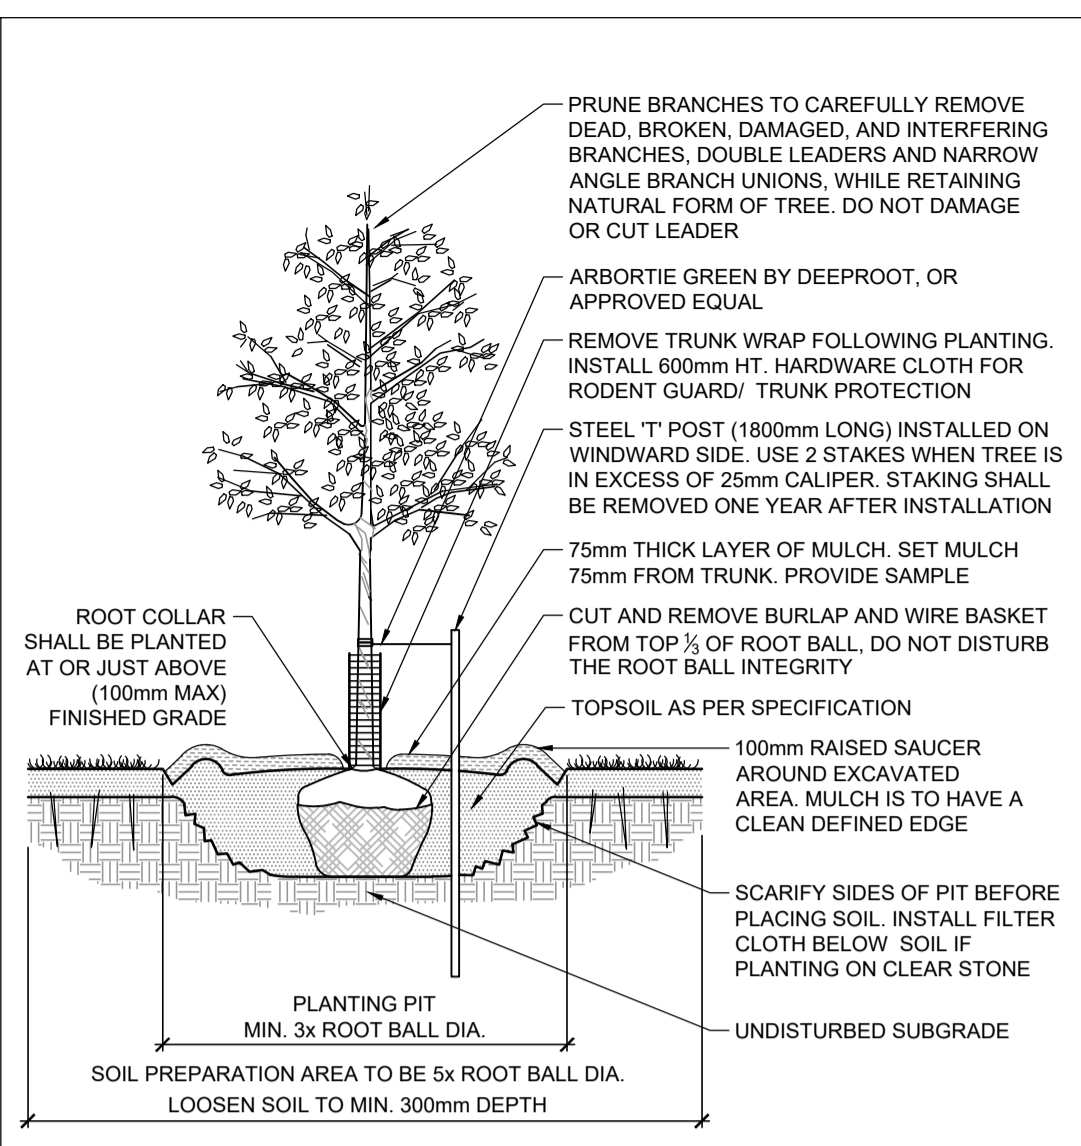 PRUNE BRANCHES TO CAREFULLY REMOVE
DEAD, BROKEN, DAMAGED, AND INTERFERING
BRANCHES, DOUBLE LEADERS AND NARROW
ANGLE BRANCH UNIONS, WHILE RETAINING
NATURAL FORM OF TREE. DO NOT DAMAGE
OR CUT LEADER
ARBORTIE GREEN BY DEEPROOT, OR
APPROVED EQUAL
REMOVE TRUNK WRAP FOLLOWING PLANTING.
INSTALL 600mm HT. HARDWARE CLOTH FOR
RODENT GUARD/ TRUNK PROTECTION
STEEL 'T' POST (1800mm LONG) INSTALLED ON
WINDWARD SIDE. USE 2 STAKES WHEN TREE IS
IN EXCESS OF 25mm CALIPER. STAKING SHALL
BE REMOVED ONE YEAR AFTER INSTALLATION
75mm THICK LAYER OF MULCH. SET MULCH
75mm FROM TRUNK. PROVIDE SAMPLE
CUT AND REMOVE BURLAP AND WIRE BASKET
FROM TOP ⅓ OF ROOT BALL, DO NOT DISTURB
THE ROOT BALL INTEGRITY
TOPSOIL AS PER SPECIFICATION
100mm RAISED SAUCER
AROUND EXCAVATED
AREA. MULCH IS TO HAVE A
CLEAN DEFINED EDGE
SCARIFY SIDES OF PIT BEFORE
PLACING SOIL. INSTALL FILTER
CLOTH BELOW SOIL IF
PLANTING ON CLEAR STONE
UNDISTURBED SUBGRADE
ROOT COLLAR
SHALL BE PLANTED
AT OR JUST ABOVE
(100mm MAX)
FINISHED GRADE
PLANTING PIT
MIN. 3x ROOT BALL DIA.
SOIL PREPARATION AREA TO BE 5x ROOT BALL DIA.
LOOSEN SOIL TO MIN. 300mm DEPTH